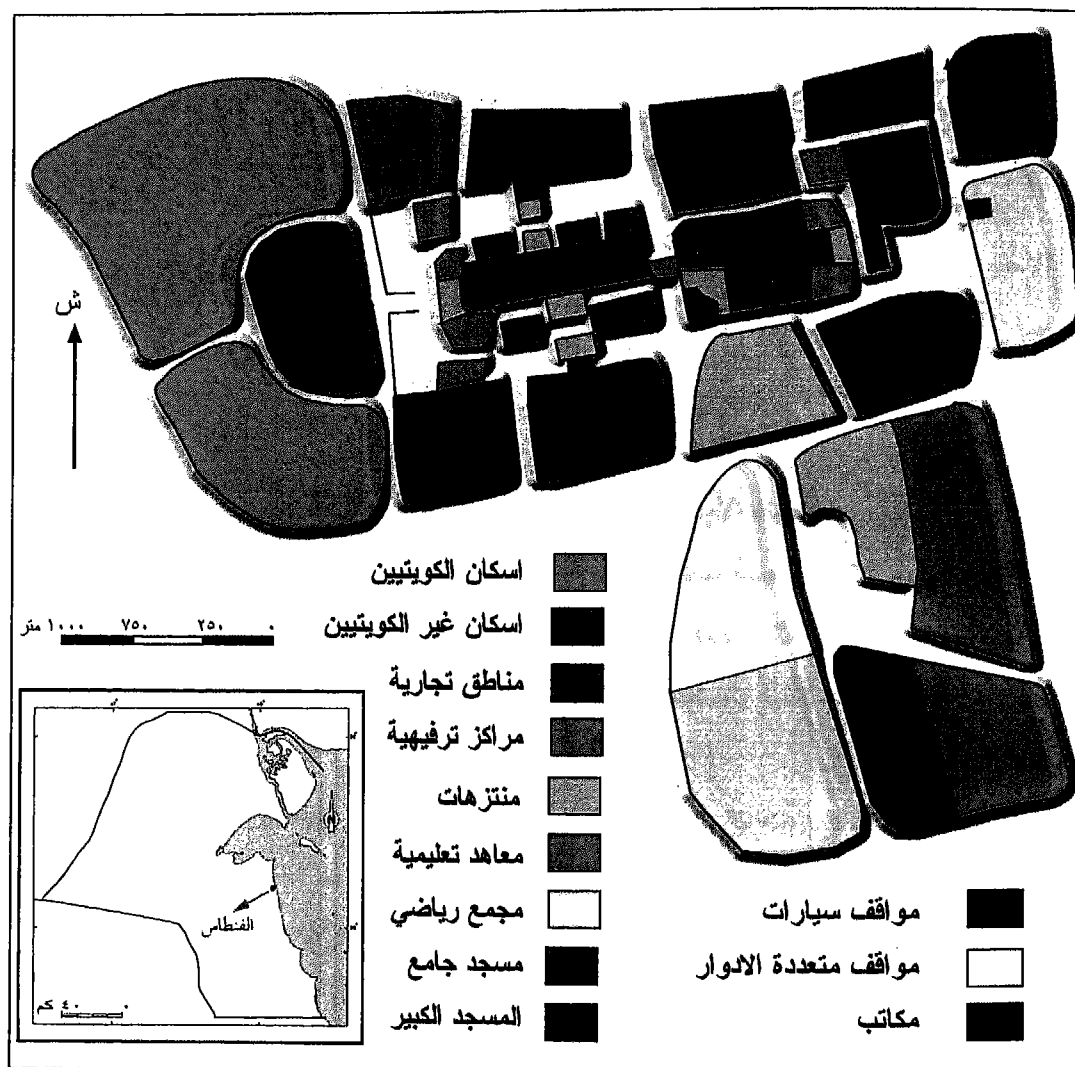 ش
اسكان الكويتيين
اسكان غير الكويتيين
مناطق تجارية
مراكز ترفيهية
منتزهات
معاهد تعليمية
مجمع رياضي
مسجد جامع
المسجد الكبير
مواقف سيارات
مواقف متعددة الادوار
مكاتب
٠ ٢٥٠ ٧٥٠ ١٠٠٠ متر
الفنطاس
٠ ٤٠ كم